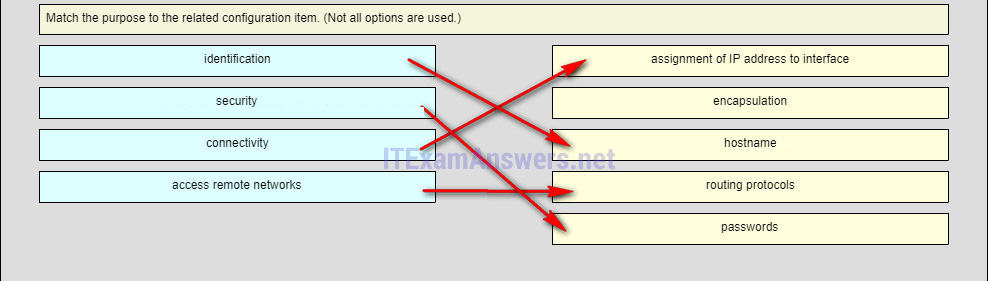 Match the purpose to the related configuration item. (Not all options are used.)
identification
assignment of IP address to interface
security
encapsulation
connectivity
hostname
ITExamAnswers.net
access remote networks
routing protocols
passwords